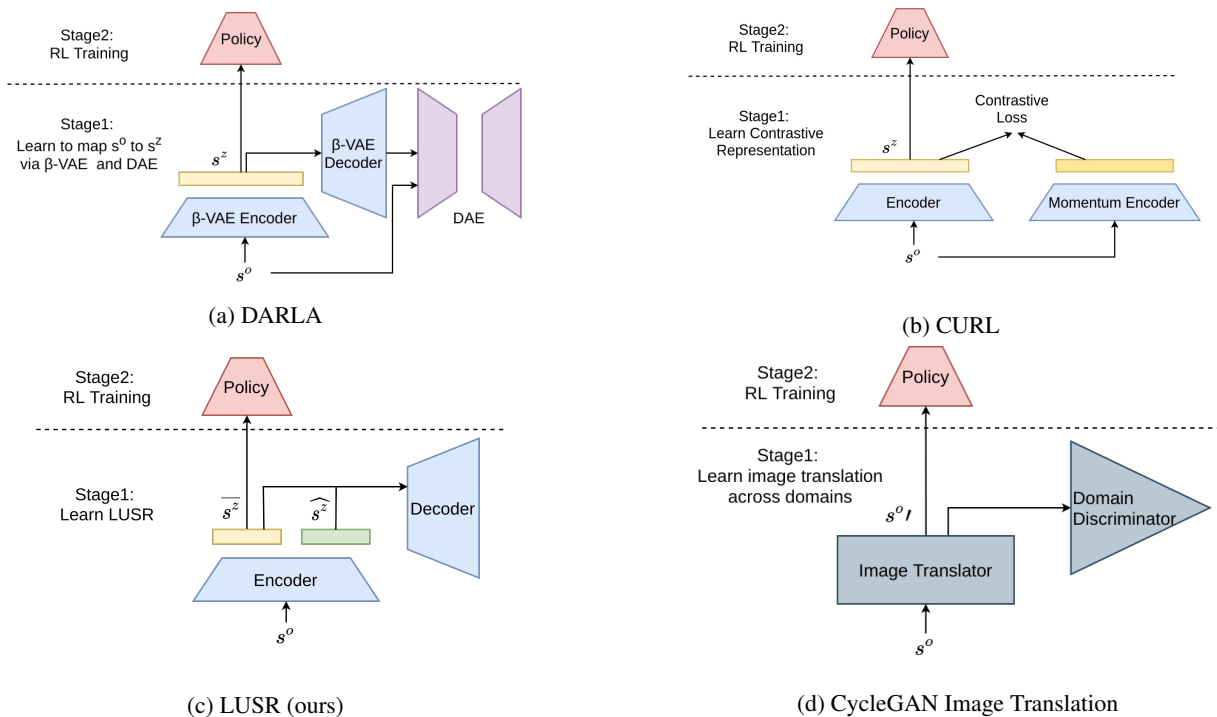 Stage2:
RL Training
Policy
Stage1:
Learn to map s^o to s^z
via β-VAE and DAE
s^z
β-VAE
Decoder
β-VAE Encoder
DAE
s^o
(a) DARLA
Stage2:
RL Training
Policy
Stage1:
Learn Contrastive
Representation
Contrastive
Loss
s^z
Encoder
Momentum Encoder
s^o
(b) CURL
Stage2:
RL Training
Policy
Stage1:
Learn LUSR
\overline{s^z}
\widehat{s^z}
Decoder
Encoder
s^o
(c) LUSR (ours)
Stage2:
RL Training
Policy
Stage1:
Learn image translation
across domains
s^o′
Domain
Discriminator
Image Translator
s^o
(d) CycleGAN Image Translation